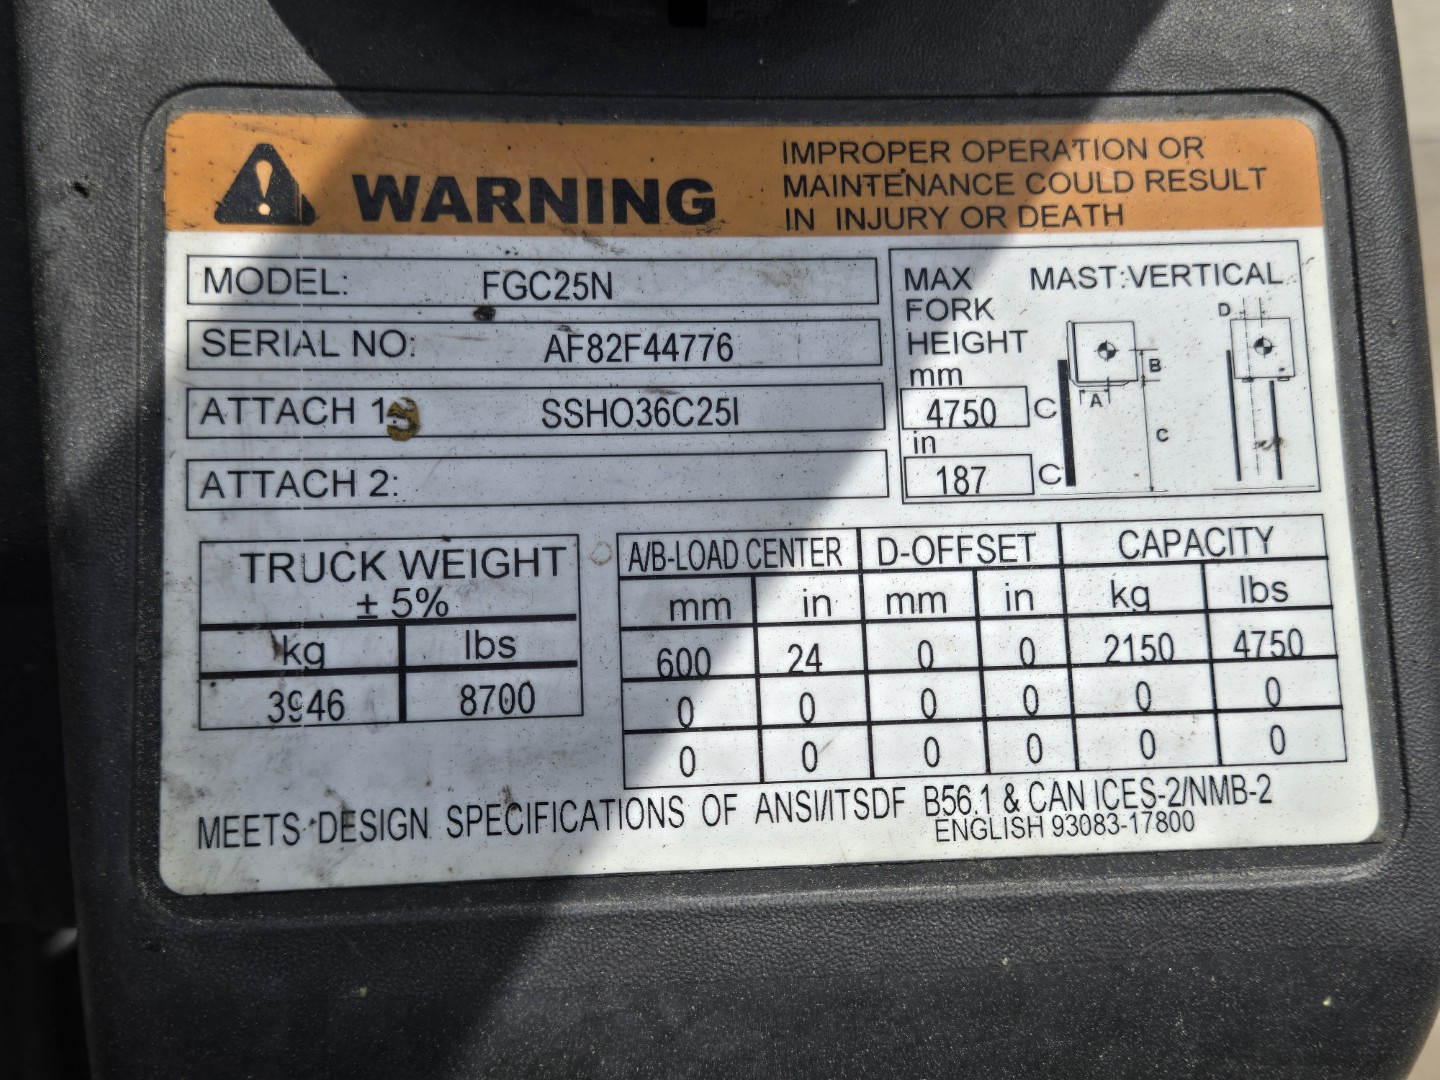 WARNING
IMPROPER OPERATION OR
MAINTENANCE COULD RESULT
IN INJURY OR DEATH
MODEL: FGC25N
SERIAL NO: AF82F44776
ATTACH 1: SSHO36C25I
ATTACH 2:
MAX MAST:VERTICAL
FORK
HEIGHT
mm
4750 C
in
187 C
D
B
A
C
TRUCK WEIGHT
± 5%
kg lbs
3946 8700
A/B-LOAD CENTER D-OFFSET CAPACITY
mm in mm in kg lbs
600 24 0 0 2150 4750
0 0 0 0 0 0
0 0 0 0 0 0
MEETS DESIGN SPECIFICATIONS OF ANSI/ITSDF B56.1 & CAN ICES-2/NMB-2
ENGLISH 93083-17800